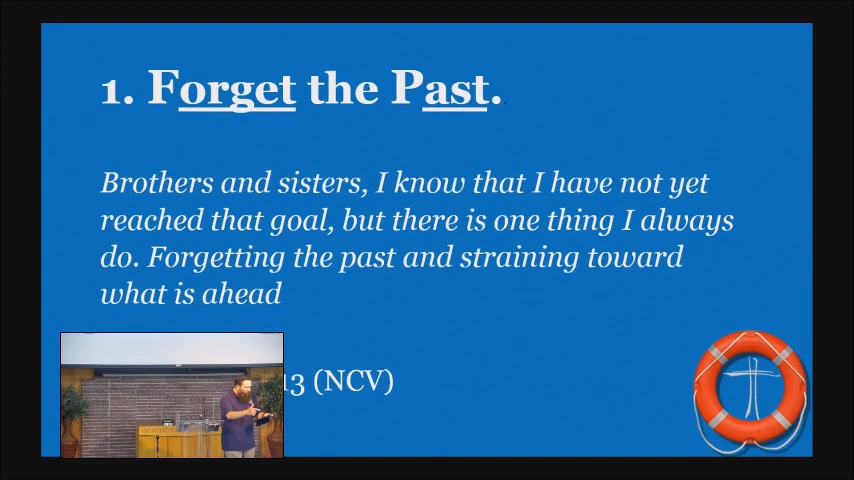 1. Forget the Past.
Brothers and sisters, I know that I have not yet
reached that goal, but there is one thing I always
do. Forgetting the past and straining toward
what is ahead
13 (NCV)